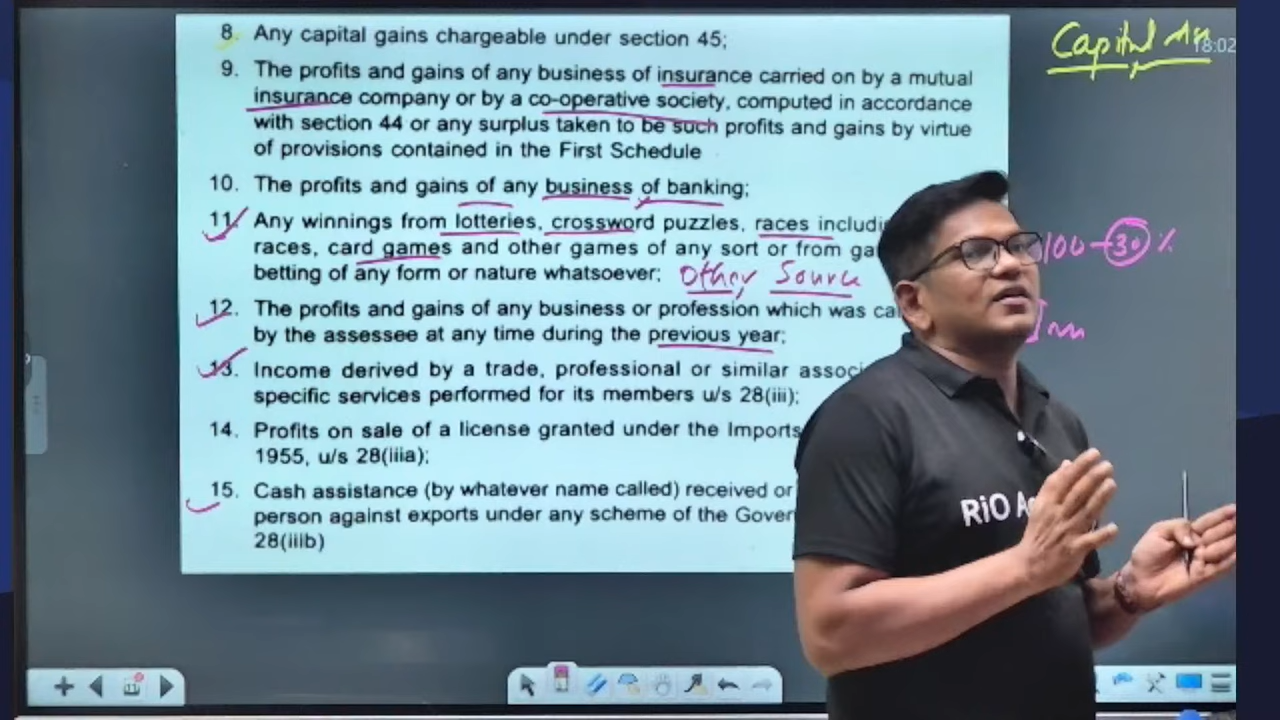 8. Any capital gains chargeable under section 45;
Capital
18:02
9. The profits and gains of any business of insurance carried on by a mutual
insurance company or by a co-operative society, computed in accordance
with section 44 or any surplus taken to be such profits and gains by virtue
of provisions contained in the First Schedule
10. The profits and gains of any business of banking;
11. Any winnings from lotteries, crossword puzzles, races
races, card games and other games of any sort or from
betting of any form or nature whatsoever; Other Source
100 - 30 %
12. The profits and gains of any business or profession which was
by the assessee at any time during the previous year;
13. Income derived by a trade, professional or similar
specific services performed for its members u/s 28(iii);
14. Profits on sale of a license granted under the Imports
1955, u/s 28(iiia);
15. Cash assistance (by whatever name called) received or
person against exports under any scheme of the
28(iiib)
RiO